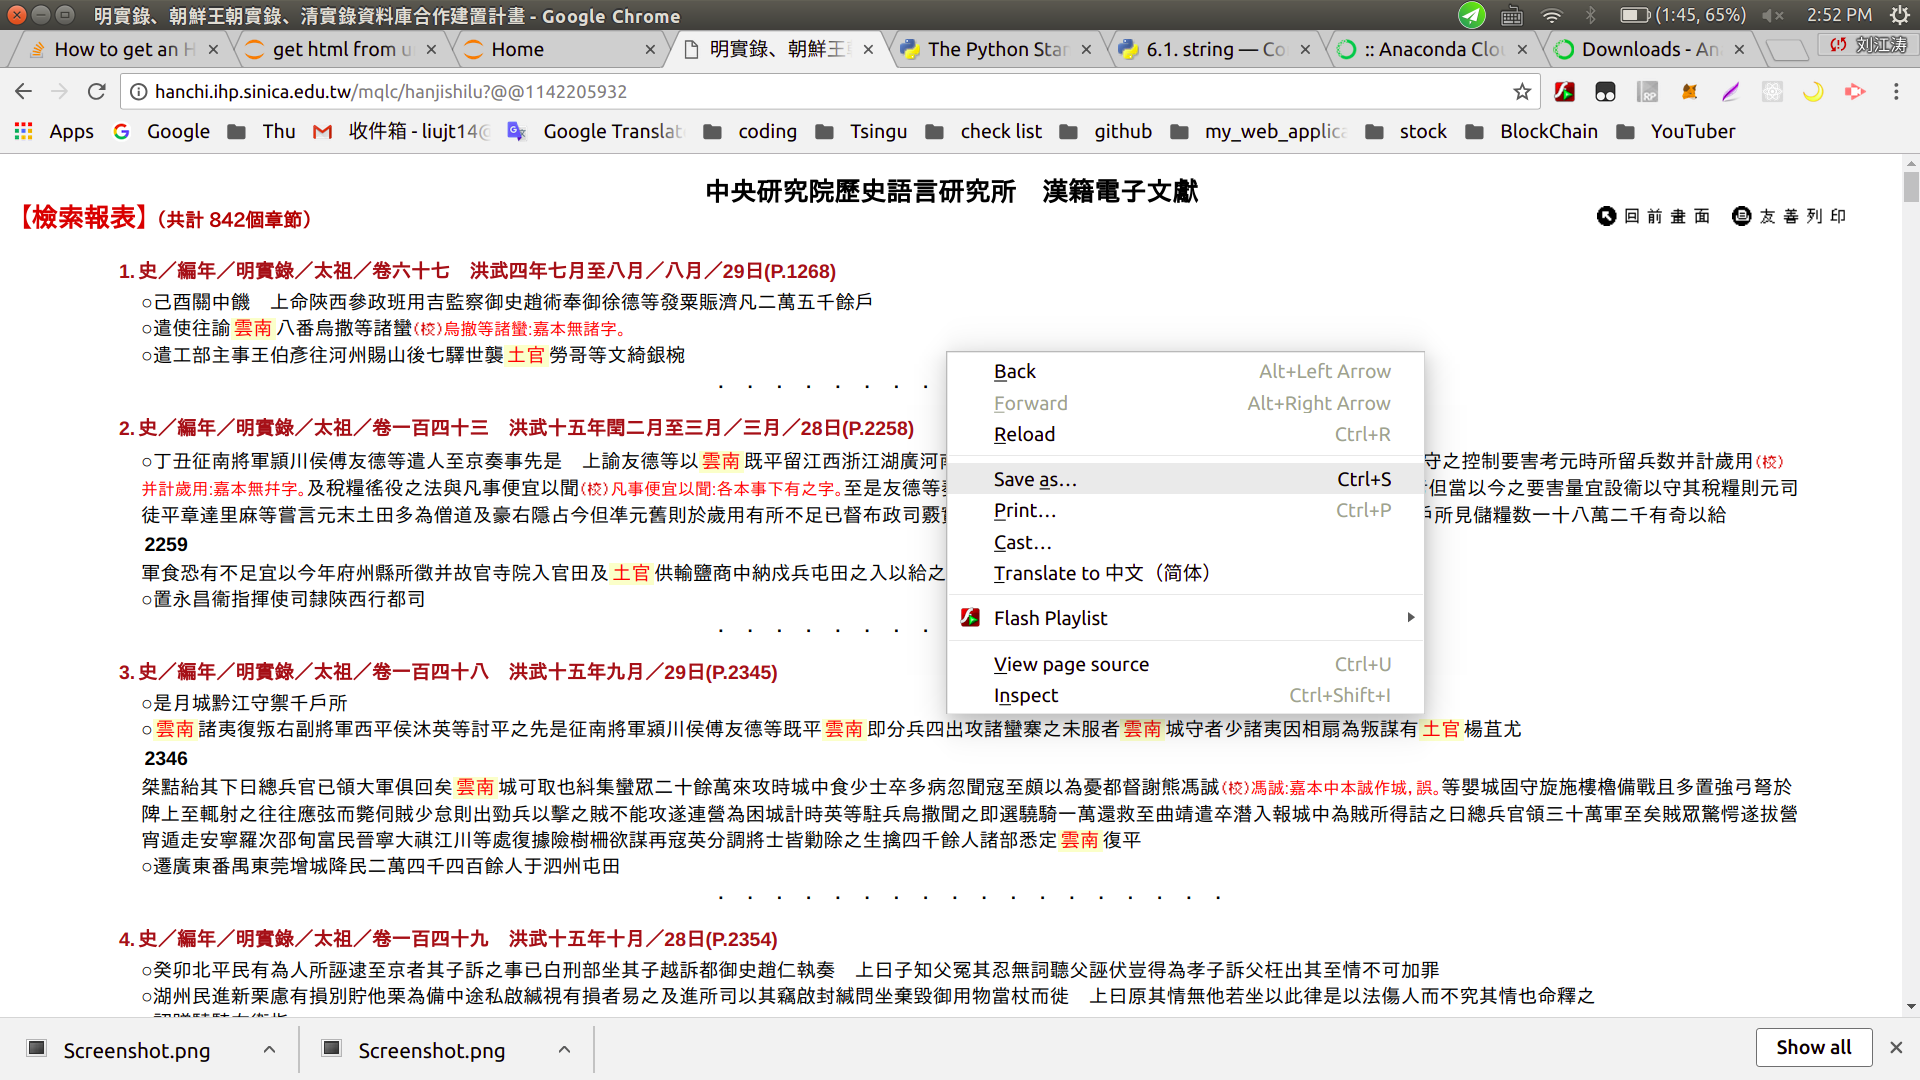 明實錄、朝鮮王朝實錄、清實錄資料庫合作建置計畫 - Google Chrome
(1:45, 65%)
2:52 PM
How to get an H
get html from u
Home
明實錄、朝鮮王
The Python Sta
6.1. string — Co
:: Anaconda Clo
Downloads - An
刘江涛
hanchi.ihp.sinica.edu.tw/mqlc/hanjishilu?@@1142205932
Apps
Google
Thu
收件箱 - liujt14@
Google Translat
coding
Tsingu
check list
github
my_web_applica
stock
BlockChain
YouTuber
中央研究院歷史語言研究所 漢籍電子文獻
【檢索報表】(共計 842個章節)
回前畫面
友善列印
1. 史／編年／明實錄／太祖／卷六十七 洪武四年七月至八月／八月／29日(P.1268)
○己酉關中饑 上命陝西參政班用吉監察御史趙術奉御徐德等發粟賑濟凡二萬五千餘戶
○遣使往諭雲南八番烏撒等諸蠻(校)烏撤等諸蠻:嘉本無諸字。
○遣工部主事王伯彥往河州賜山後七驛世襲土官勞哥等文綺銀椀
. . . . . . . .
2. 史／編年／明實錄／太祖／卷一百四十三 洪武十五年閏二月至三月／三月／28日(P.2258)
○丁丑征南將軍潁川侯傅友德等遣人至京奏事先是 上諭友德等以雲南既平留江西浙江湖廣河南
守之控制要害考元時所留兵数并計歲用(校)
并計歲用:嘉本無幷字。及稅糧徭役之法與凡事便宜以聞(校)凡事便宜以聞:各本事下有之字。至是友德等奏
但當以今之要害量宜設衞以守其稅糧則元司
徒平章達里麻等嘗言元末土田多為僧道及豪右隱占今但準元舊則於歲用有所不足已督布政司覈實
戶所見儲糧数一十八萬二千有奇以給
2259
軍食恐有不足宜以今年府州縣所徵并故官寺院入官田及土官供輸鹽商中納戍兵屯田之入以給之
○置永昌衞指揮使司隸陝西行都司
. . . . . . . .
3. 史／編年／明實錄／太祖／卷一百四十八 洪武十五年九月／29日(P.2345)
○是月城黔江守禦千戶所
○雲南諸夷復叛右副將軍西平侯沐英等討平之先是征南將軍潁川侯傅友德等既平雲南即分兵四出攻諸蠻寨之未服者雲南城守者少諸夷因相扇為叛謀有土官楊苴尤
2346
桀黠紿其下曰總兵官已領大軍俱回矣雲南城可取也糾集蠻眾二十餘萬來攻時城中食少士卒多病忽聞寇至頗以為憂都督謝熊馮誠(校)馮誠:嘉本中本誠作城，誤。等嬰城固守旋施樓櫓備戰且多置強弓弩於
陴上至輒射之往往應弦而斃伺賊少怠則出勁兵以擊之賊不能攻遂連營為困城計時英等駐兵烏撒聞之即選驍騎一萬還救至曲靖遣卒潛入報城中為賊所得詰之曰總兵官領三十萬軍至矣賊眾驚愕遂拔營
宵遁走安寧羅次邵甸富民晉寧大祺江川等處復據險樹柵欲謀再寇英分調將士皆勦除之生擒四千餘人諸部悉定雲南復平
○遷廣東番禺東莞增城降民二萬四千四百餘人于泗州屯田
. . . . . . . . . . . . . . . . . .
4. 史／編年／明實錄／太祖／卷一百四十九 洪武十五年十月／28日(P.2354)
○癸卯北平民有為人所誣逮至京者其子訴之事已白刑部坐其子越訴都御史趙仁執奏 上曰子知父冤其忍無詞聽父誣伏豈得為孝子訴父枉出其至情不可加罪
○湖州民進新栗慮有損別貯他栗為備中途私啟緘視有損者易之及進所司以其竊啟封緘問坐棄毀御用物當杖而徙 上曰原其情無他若坐以此律是以法傷人而不究其情也命釋之
Back Alt+Left Arrow
Forward Alt+Right Arrow
Reload Ctrl+R
Save as... Ctrl+S
Print... Ctrl+P
Cast...
Translate to 中文（简体）
Flash Playlist
View page source Ctrl+U
Inspect Ctrl+Shift+I
Screenshot.png
Screenshot.png
Show all